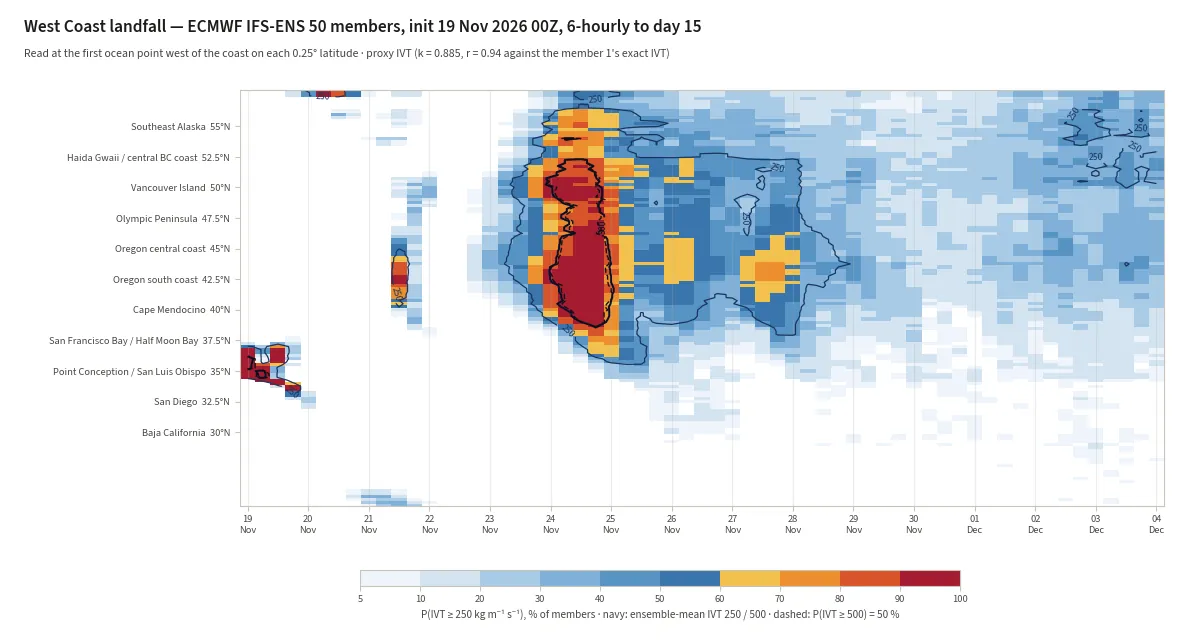 West Coast landfall — ECMWF IFS-ENS 50 members, init 19 Nov 2026 00Z, 6-hourly to day 15
Read at the first ocean point west of the coast on each 0.25° latitude · proxy IVT (k = 0.885, r = 0.94 against the member 1's exact IVT)
250
250
250
250
250
250
250
Southeast Alaska 55°N
Haida Gwaii / central BC coast 52.5°N
Vancouver Island 50°N
Olympic Peninsula 47.5°N
Oregon central coast 45°N
Oregon south coast 42.5°N
Cape Mendocino 40°N
San Francisco Bay / Half Moon Bay 37.5°N
Point Conception / San Luis Obispo 35°N
San Diego 32.5°N
Baja California 30°N
250
250
250
19 20 21 22 23 24 25 26 27 28 29 30 01 02 03 04
Nov Nov Nov Nov Nov Nov Nov Nov Nov Nov Nov Nov Dec Dec Dec Dec
5 10 20 30 40 50 60 70 80 90 100
P(IVT ≥ 250 kg m⁻¹ s⁻¹), % of members · navy: ensemble-mean IVT 250 / 500 · dashed: P(IVT ≥ 500) = 50 %